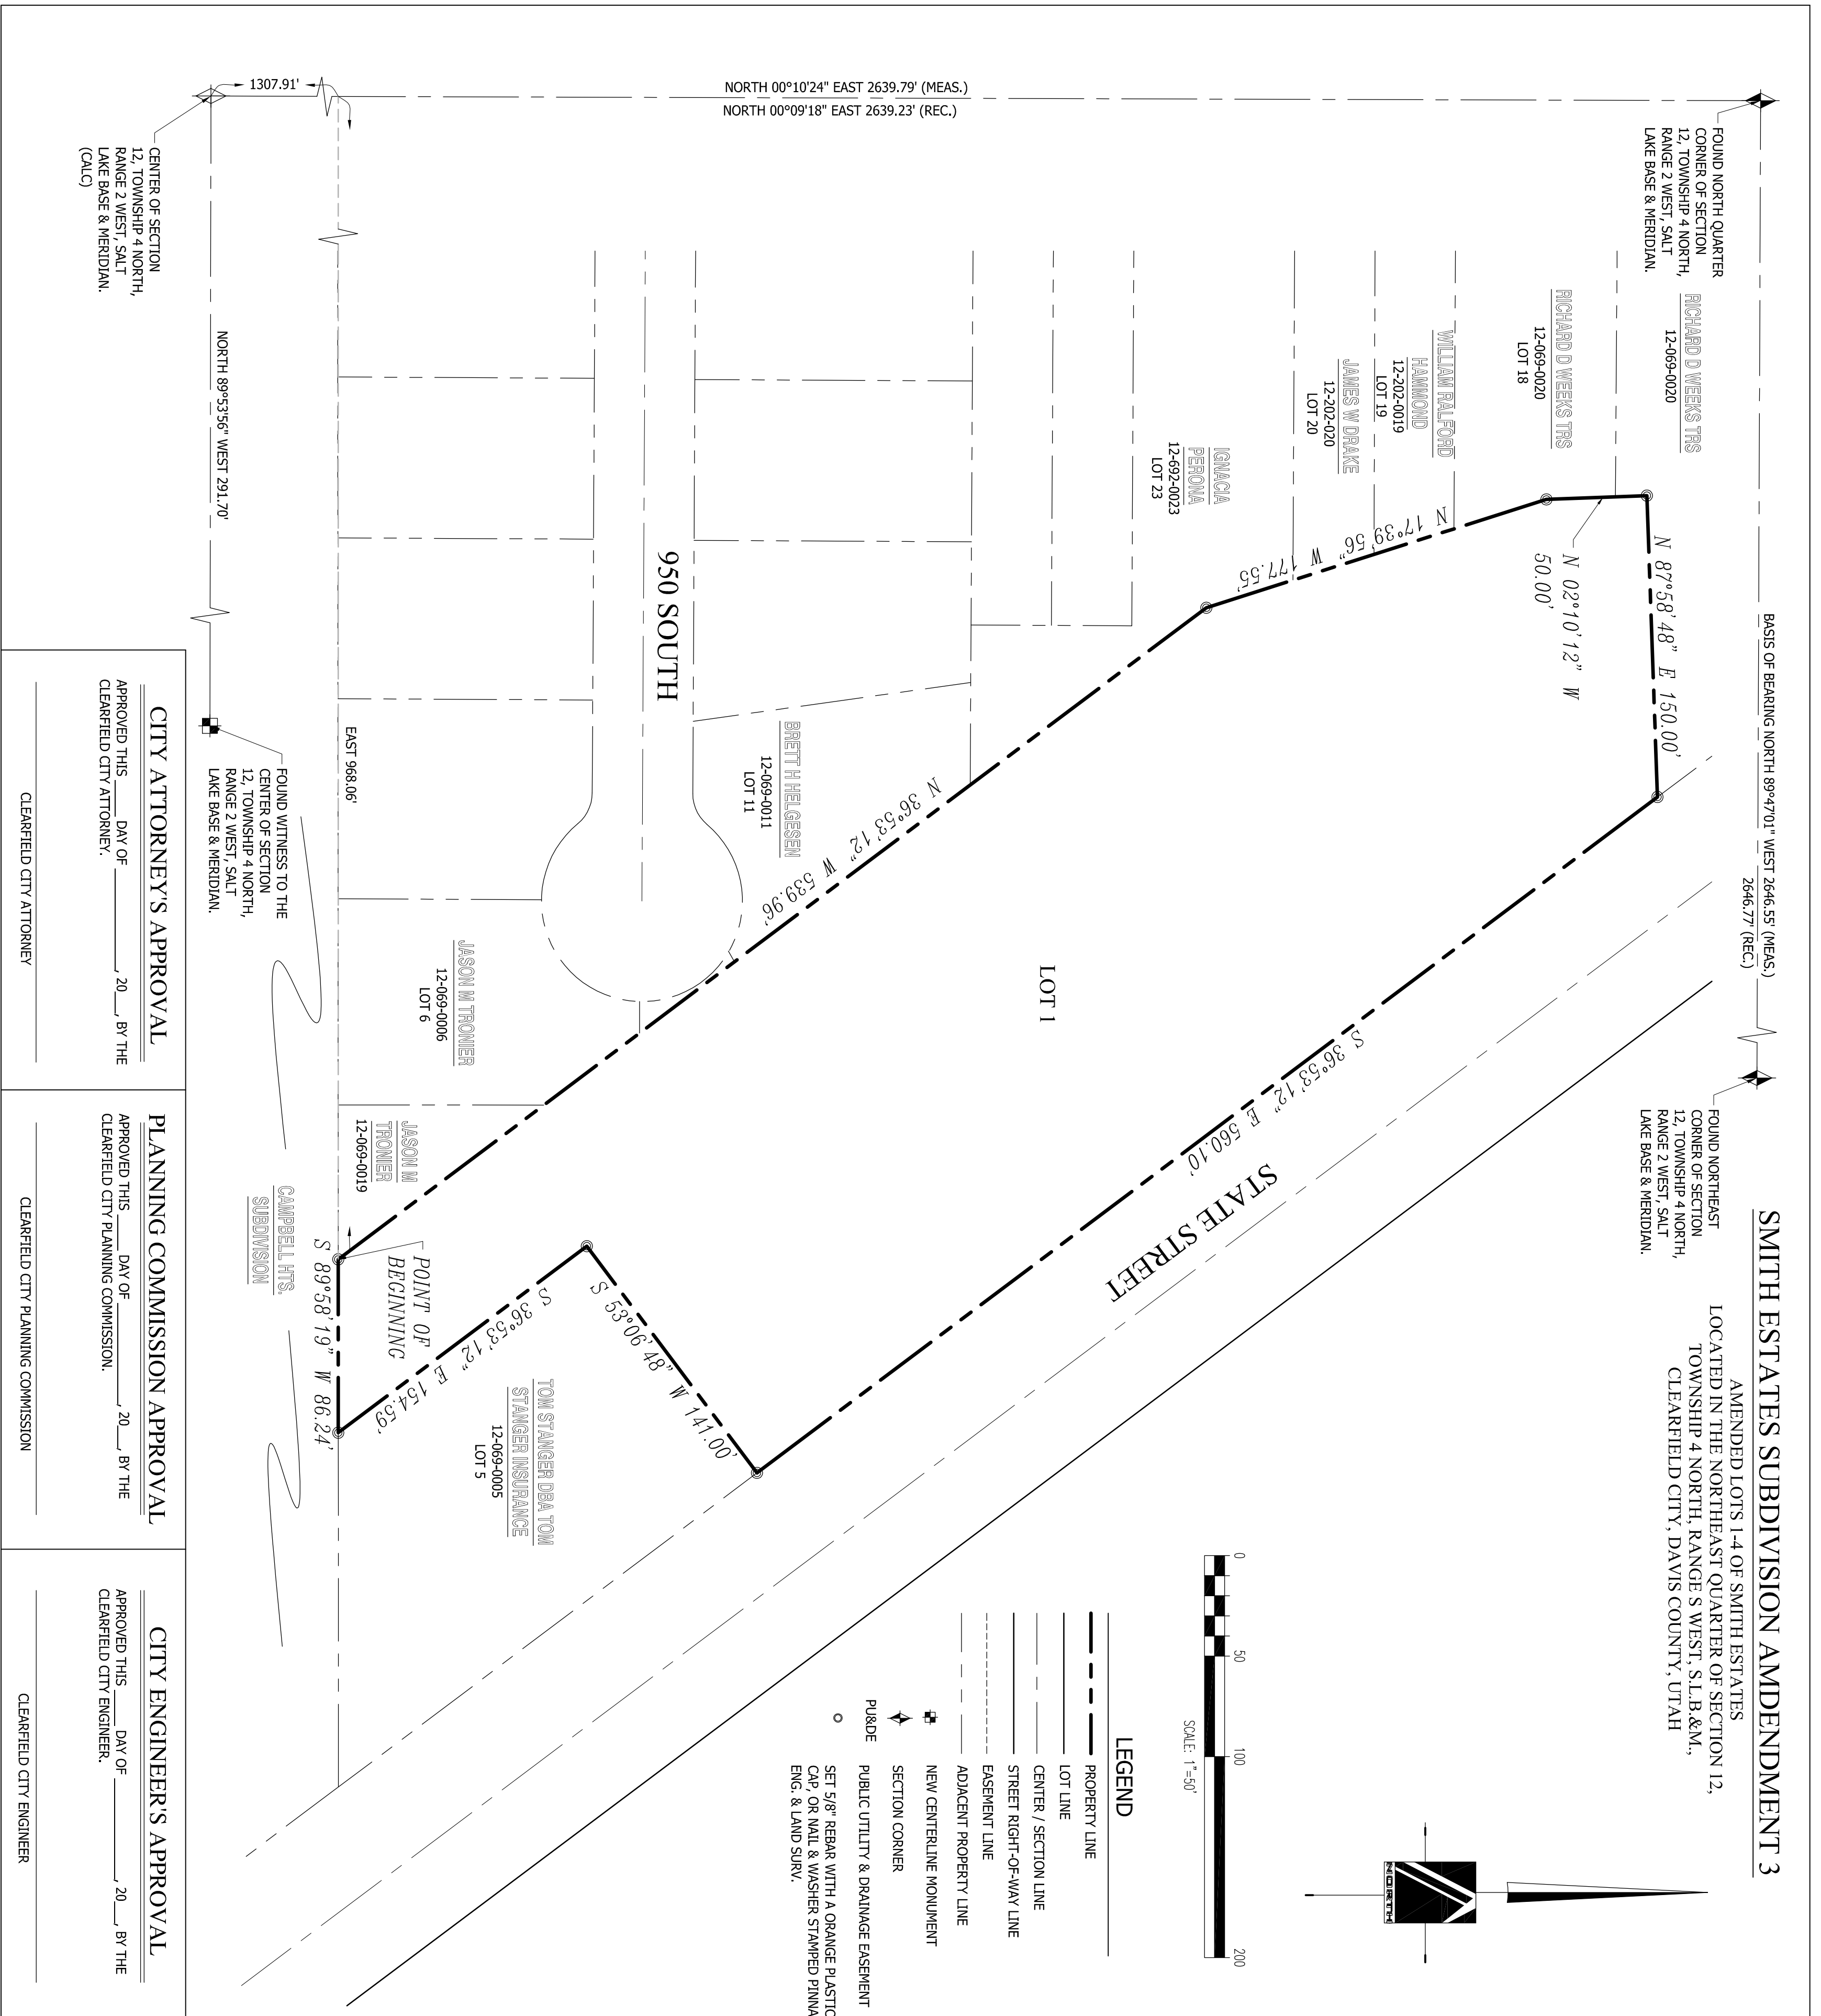 SMITH ESTATES SUBDIVISION AMDENDMENT 3
AMENDED LOTS 1-4 OF SMITH ESTATES
LOCATED IN THE NORTHEAST QUARTER OF SECTION 12,
TOWNSHIP 4 NORTH, RANGE S WEST, S.L.B.&M.,
CLEARFIELD CITY, DAVIS COUNTY, UTAH
BASIS OF BEARING NORTH 89°47'01" WEST 2646.55' (MEAS.)
2646.77' (REC.)
FOUND NORTH QUARTER
CORNER OF SECTION
12, TOWNSHIP 4 NORTH,
RANGE 2 WEST, SALT
LAKE BASE & MERIDIAN.
FOUND NORTHEAST
CORNER OF SECTION
12, TOWNSHIP 4 NORTH,
RANGE 2 WEST, SALT
LAKE BASE & MERIDIAN.
NORTH 00°10'24" EAST 2639.79' (MEAS.)
NORTH 00°09'18" EAST 2639.23' (REC.)
1307.91'
RICHARD D WEEKS TRS
12-069-0020
RICHARD D WEEKS TRS
12-069-0020
LOT 18
WILLIAM RALFORD
HAMMOND
12-202-0019
LOT 19
JAMES W DRAKE
12-202-020
LOT 20
IGNACIA
PERONA
12-692-0023
LOT 23
N 87°58'48" E 150.00'
N 02°10'12" W
50.00'
N 17°39'56" W 177.55'
N 36°53'12" W 539.96'
LOT 1
S 36°53'12" E 560.10'
STATE STREET
950 SOUTH
BRETT H HELGESEN
12-069-0011
LOT 11
JASON M TRONIER
12-069-0006
LOT 6
JASON M
TRONIER
12-069-0019
S 53°06'48" W 141.00'
S 36°53'12" E 154.59'
TOM STANGER DBA TOM
STANGER INSURANCE
12-069-0005
LOT 5
POINT OF
BEGINNING
S 89°58'19" W 86.24'
EAST 968.06'
CAMPBELL HTS.
SUBDIVISION
NORTH 89°53'56" WEST 291.70'
CENTER OF SECTION
12, TOWNSHIP 4 NORTH,
RANGE 2 WEST, SALT
LAKE BASE & MERIDIAN.
(CALC)
FOUND WITNESS TO THE
CENTER OF SECTION
12, TOWNSHIP 4 NORTH,
RANGE 2 WEST, SALT
LAKE BASE & MERIDIAN.
NORTH
0 50 100 200
SCALE: 1"=50'
LEGEND
PROPERTY LINE
LOT LINE
CENTER / SECTION LINE
STREET RIGHT-OF-WAY LINE
EASEMENT LINE
ADJACENT PROPERTY LINE
NEW CENTERLINE MONUMENT
SECTION CORNER
PU&DE PUBLIC UTILITY & DRAINAGE EASEMENT
SET 5/8" REBAR WITH A ORANGE PLASTIC
CAP, OR NAIL & WASHER STAMPED PINNA
ENG. & LAND SURV.
CITY ATTORNEY'S APPROVAL
APPROVED THIS ____ DAY OF ____________, 20___, BY THE
CLEARFIELD CITY ATTORNEY.
CLEARFIELD CITY ATTORNEY
PLANNING COMMISSION APPROVAL
APPROVED THIS ____ DAY OF ____________, 20___, BY THE
CLEARFIELD CITY PLANNING COMMISSION.
CLEARFIELD CITY PLANNING COMMISSION
CITY ENGINEER'S APPROVAL
APPROVED THIS ____ DAY OF ____________, 20___, BY THE
CLEARFIELD CITY ENGINEER.
CLEARFIELD CITY ENGINEER